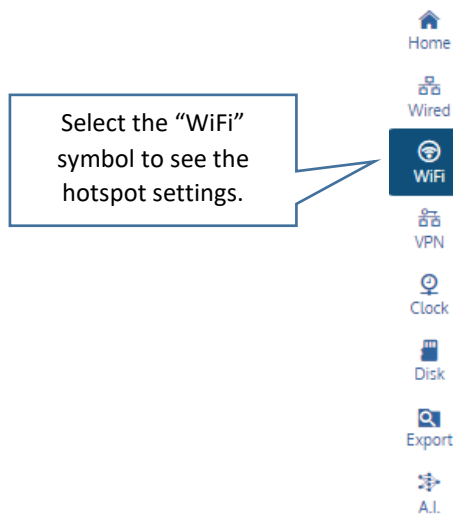 Home
Wired
Select the “WiFi”
symbol to see the
hotspot settings.
WiFi
VPN
Clock
Disk
Export
A.I.